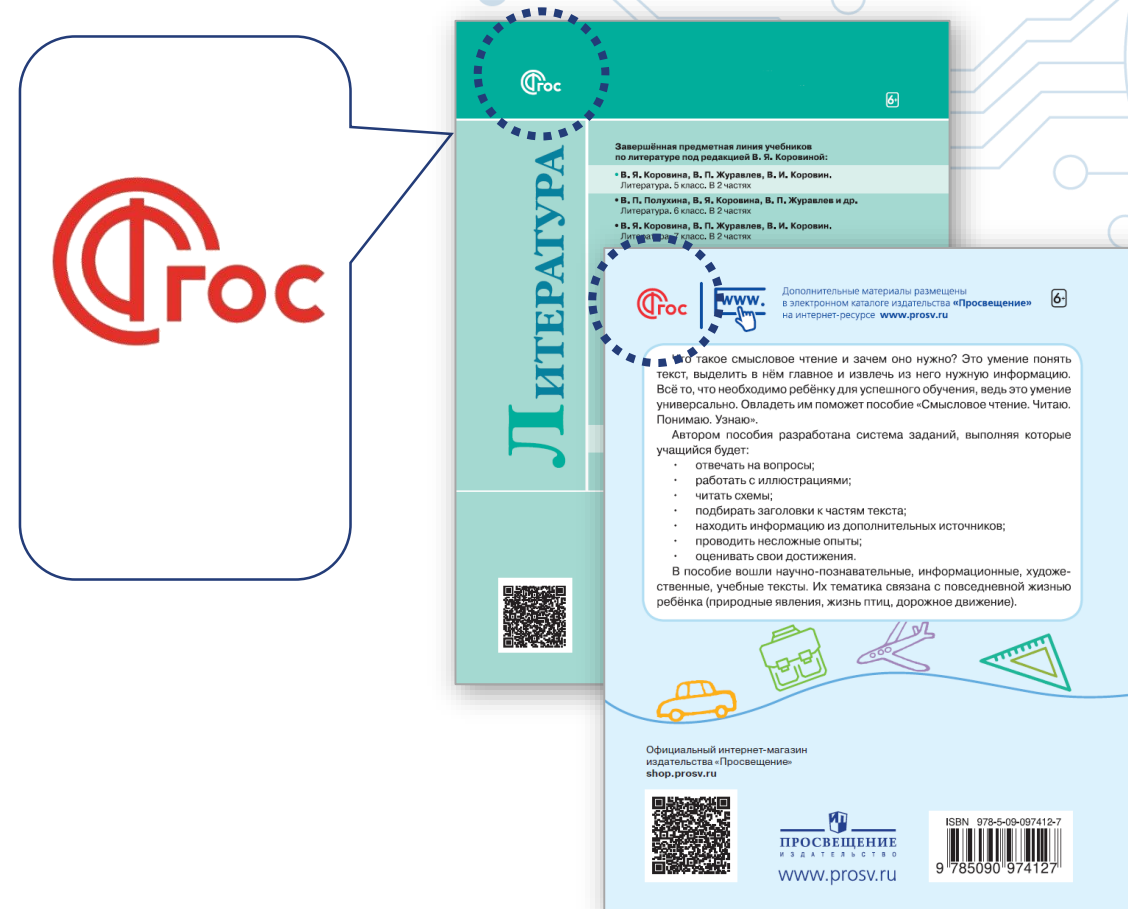 Фгос
Фгос
6+
ЛИТЕРАТУРА
Завершённая предметная линия учебников
по литературе под редакцией В. Я. Коровиной:
• В. Я. Коровина, В. П. Журавлев, В. И. Коровин.
Литература. 5 класс. В 2 частях
• В. П. Полухина, В. Я. Коровина, В. П. Журавлев и др.
Литература. 6 класс. В 2 частях
• В. Я. Коровина, В. П. Журавлев, В. И. Коровин.
Литература. 7 класс. В 2 частях
Фгос
www.
Дополнительные материалы размещены
в электронном каталоге издательства «Просвещение»
на интернет-ресурсе www.prosv.ru
6+
Что такое смысловое чтение и зачем оно нужно? Это умение понять
текст, выделить в нём главное и извлечь из него нужную информацию.
Всё то, что необходимо ребёнку для успешного обучения, ведь это умение
универсально. Овладеть им поможет пособие «Смысловое чтение. Читаю.
Понимаю. Узнаю».
Автором пособия разработана система заданий, выполняя которые
учащийся будет:
· отвечать на вопросы;
· работать с иллюстрациями;
· читать схемы;
· подбирать заголовки к частям текста;
· находить информацию из дополнительных источников;
· проводить несложные опыты;
· оценивать свои достижения.
В пособие вошли научно-познавательные, информационные, художе-
ственные, учебные тексты. Их тематика связана с повседневной жизнью
ребёнка (природные явления, жизнь птиц, дорожное движение).
Официальный интернет-магазин
издательства «Просвещение»
shop.prosv.ru
ПРОСВЕЩЕНИЕ
ИЗДАТЕЛЬСТВО
www.prosv.ru
ISBN 978-5-09-097412-7
9 785090 974127